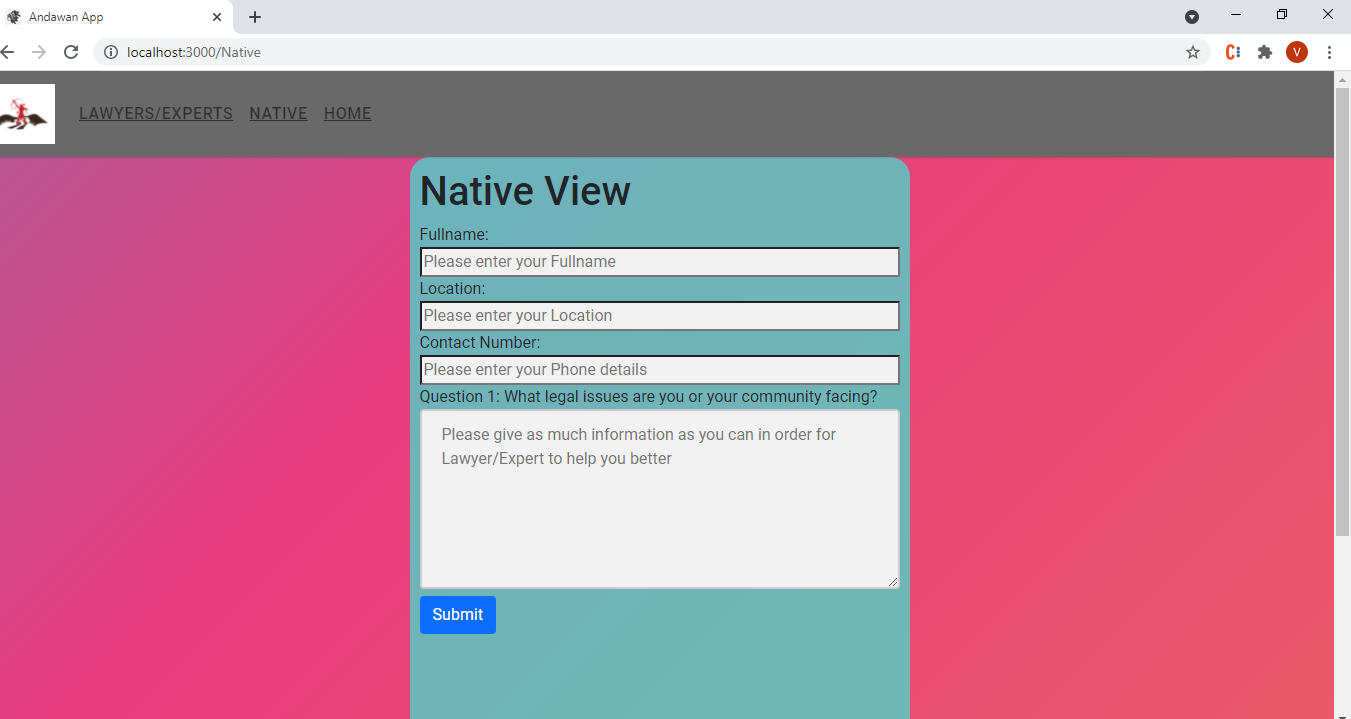 Andawan App
localhost:3000/Native
V
LAWYERS/EXPERTS NATIVE HOME
Native View
Fullname:
Please enter your Fullname
Location:
Please enter your Location
Contact Number:
Please enter your Phone details
Question 1: What legal issues are you or your community facing?
Please give as much information as you can in order for
Lawyer/Expert to help you better
Submit